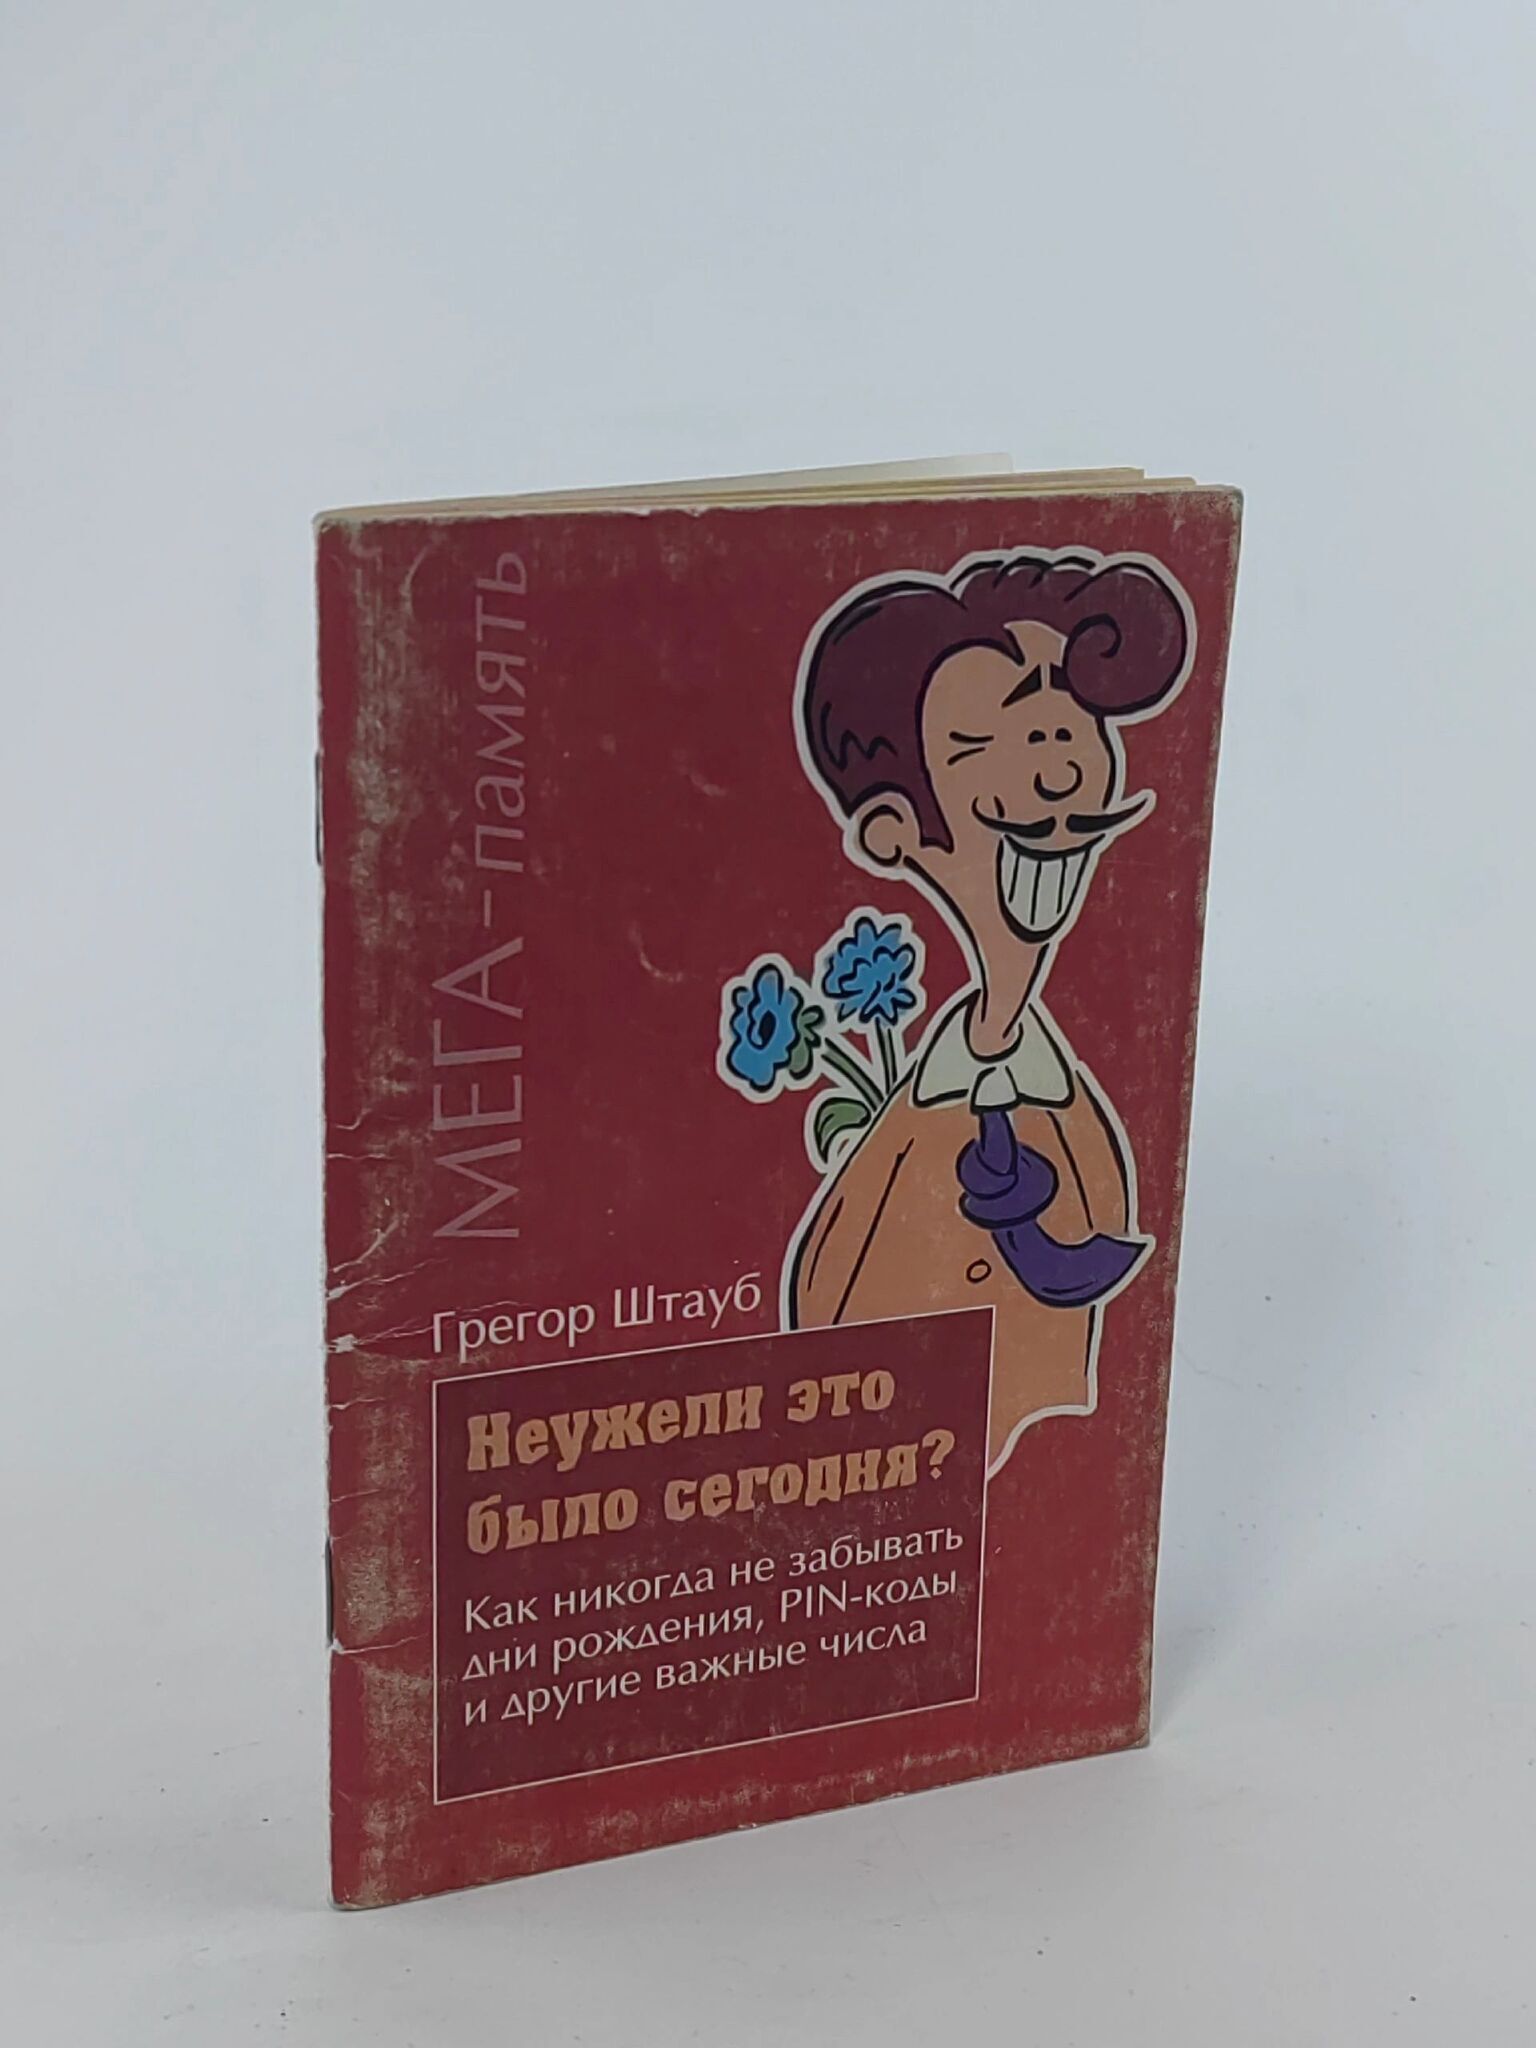 МЕГА-память
Грегор Штауб
Неужели это
было сегодня?
Как никогда не забывать
дни рождения, PIN-коды
и другие важные числа